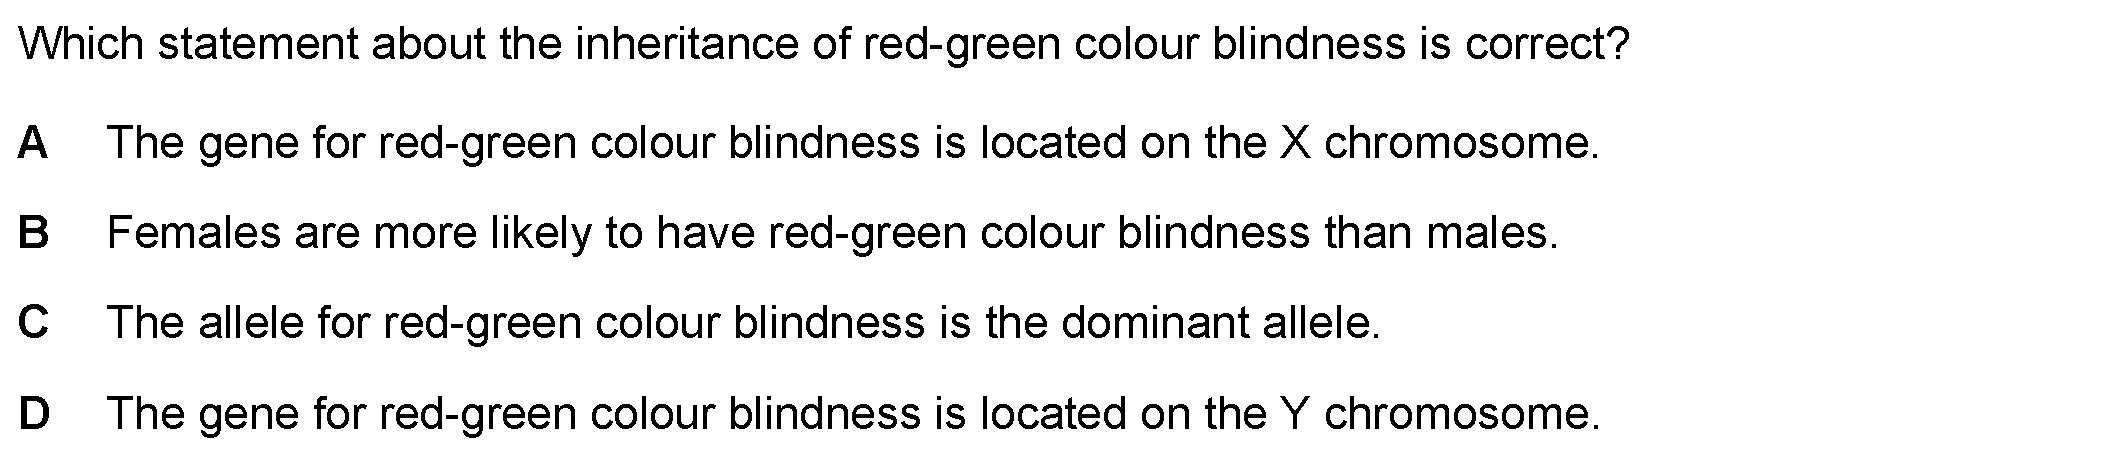 Which statement about the inheritance of red-green colour blindness is correct?
A The gene for red-green colour blindness is located on the X chromosome.
B Females are more likely to have red-green colour blindness than males.
C The allele for red-green colour blindness is the dominant allele.
D The gene for red-green colour blindness is located on the Y chromosome.